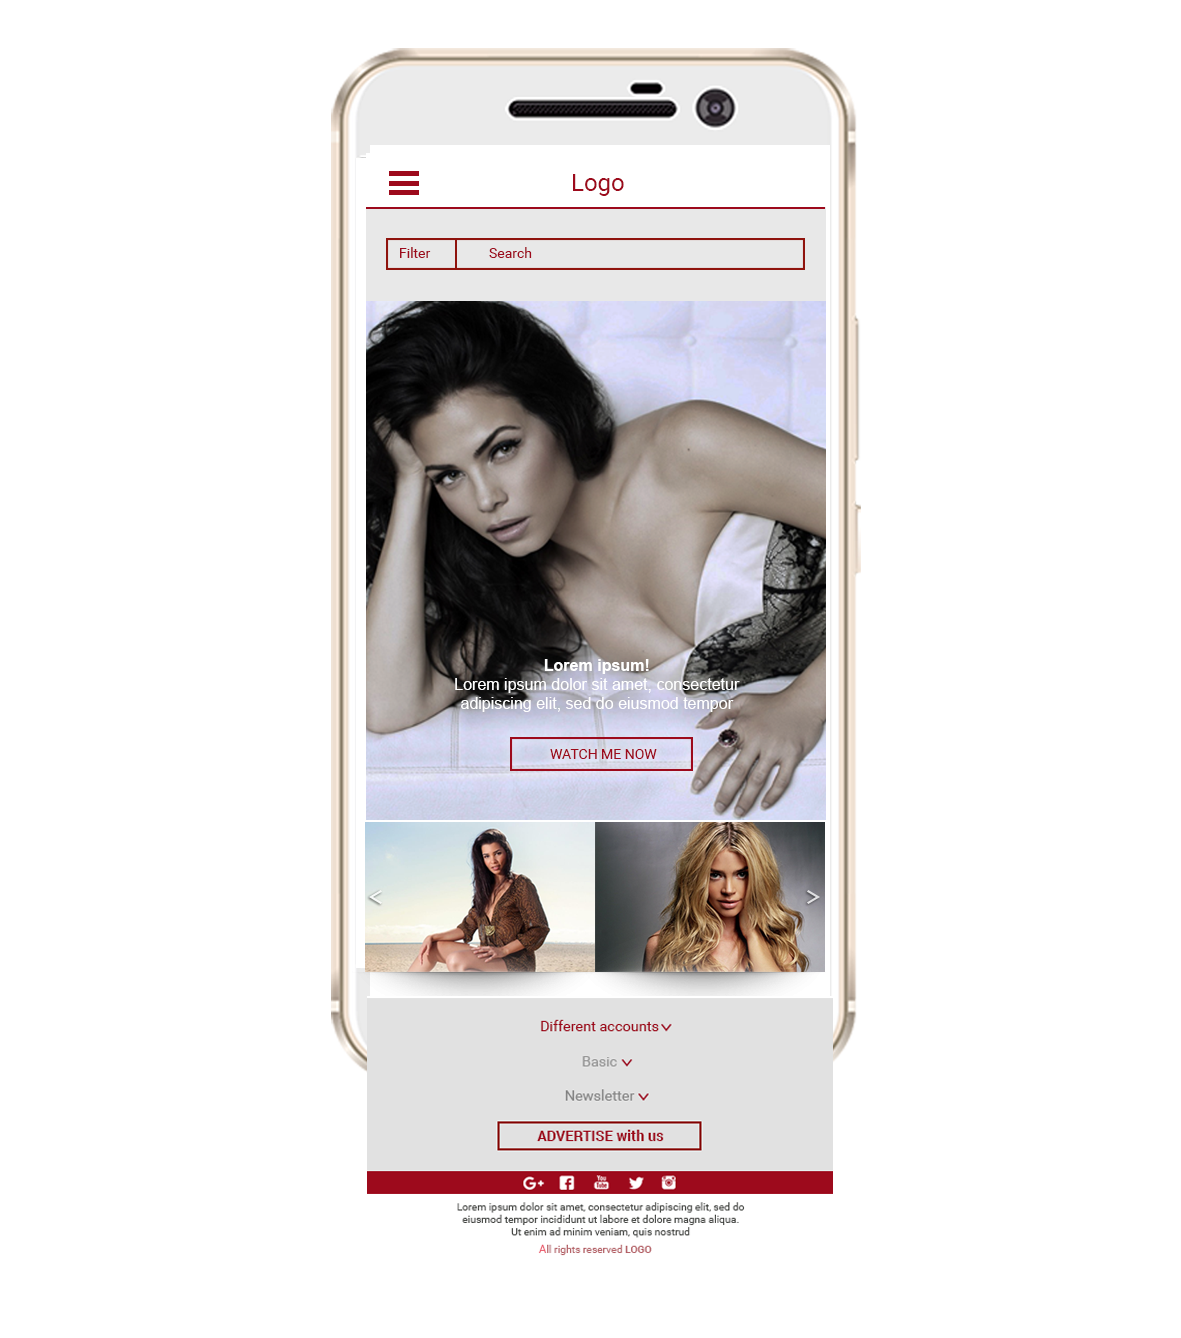 Logo
Filter
Search
Lorem ipsum!
Lorem ipsum dolor sit amet, consectetur
adipiscing elit, sed do eiusmod tempor
WATCH ME NOW
Different accounts
Basic
Newsletter
ADVERTISE with us
G+ You Tube
Lorem ipsum dolor sit amet, consectetur adipiscing elit, sed do
eiusmod tempor incididunt ut labore et dolore magna aliqua.
Ut enim ad minim veniam, quis nostrud
All rights reserved LOGO